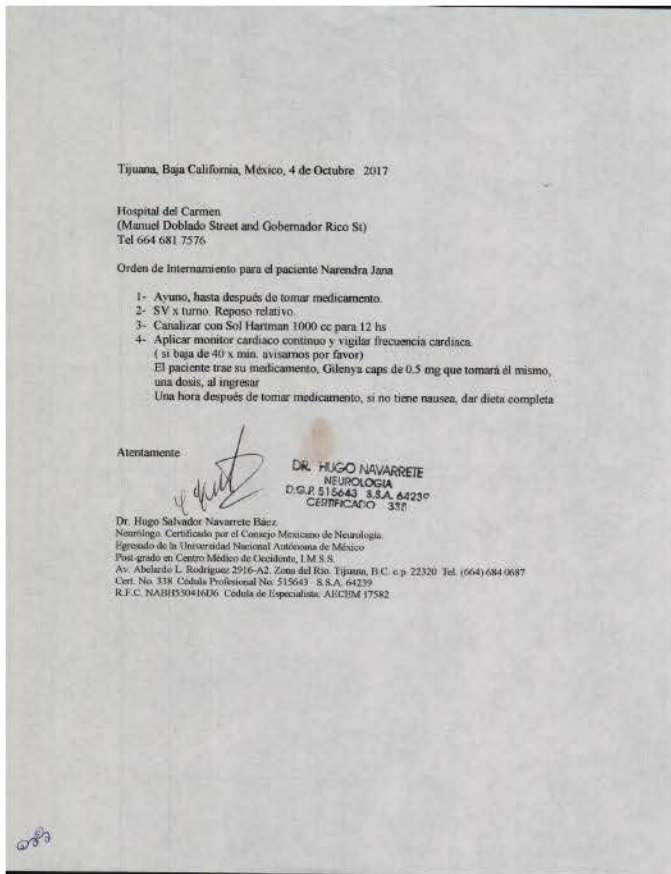 Tijuana, Baja California, México, 4 de Octubre 2017
Hospital del Carmen
(Manuel Doblado Street and Gobernador Rico St)
Tel 664 681 7576
Orden de Internamiento para el paciente Narendra Jana
1- Ayuno, hasta después de tomar medicamento.
2- SV x turno. Reposo relativo.
3- Canalizar con Sol Hartman 1000 cc para 12 hs
4- Aplicar monitor cardiaco continuo y vigilar frecuencia cardiaca.
( si baja de 40 x min. avisarnos por favor)
El paciente trae su medicamento, Gilenya caps de 0.5 mg que tomará él mismo,
una dosis, al ingresar
Una hora después de tomar medicamento, si no tiene nausea, dar dieta completa
Atentamente
DR. HUGO NAVARRETE
NEUROLOGIA
D.G.P. 515643 S.S.A. 64239
CERTIFICADO 338
Dr. Hugo Salvador Navarrete Báez.
Neurólogo. Certificado por el Consejo Mexicano de Neurología.
Egresado de la Universidad Nacional Autónoma de México
Post-grado en Centro Médico de Occidente, I.M.S.S.
Av. Abelardo L. Rodríguez 2916-A2. Zona del Río. Tijuana, B.C. c.p. 22320 Tel. (664) 684 0687
Cert. No. 338 Cédula Profesional No. 515643 S.S.A. 64239
R.F.C. NABH550416U6 Cédula de Especialista. AECEM 17582